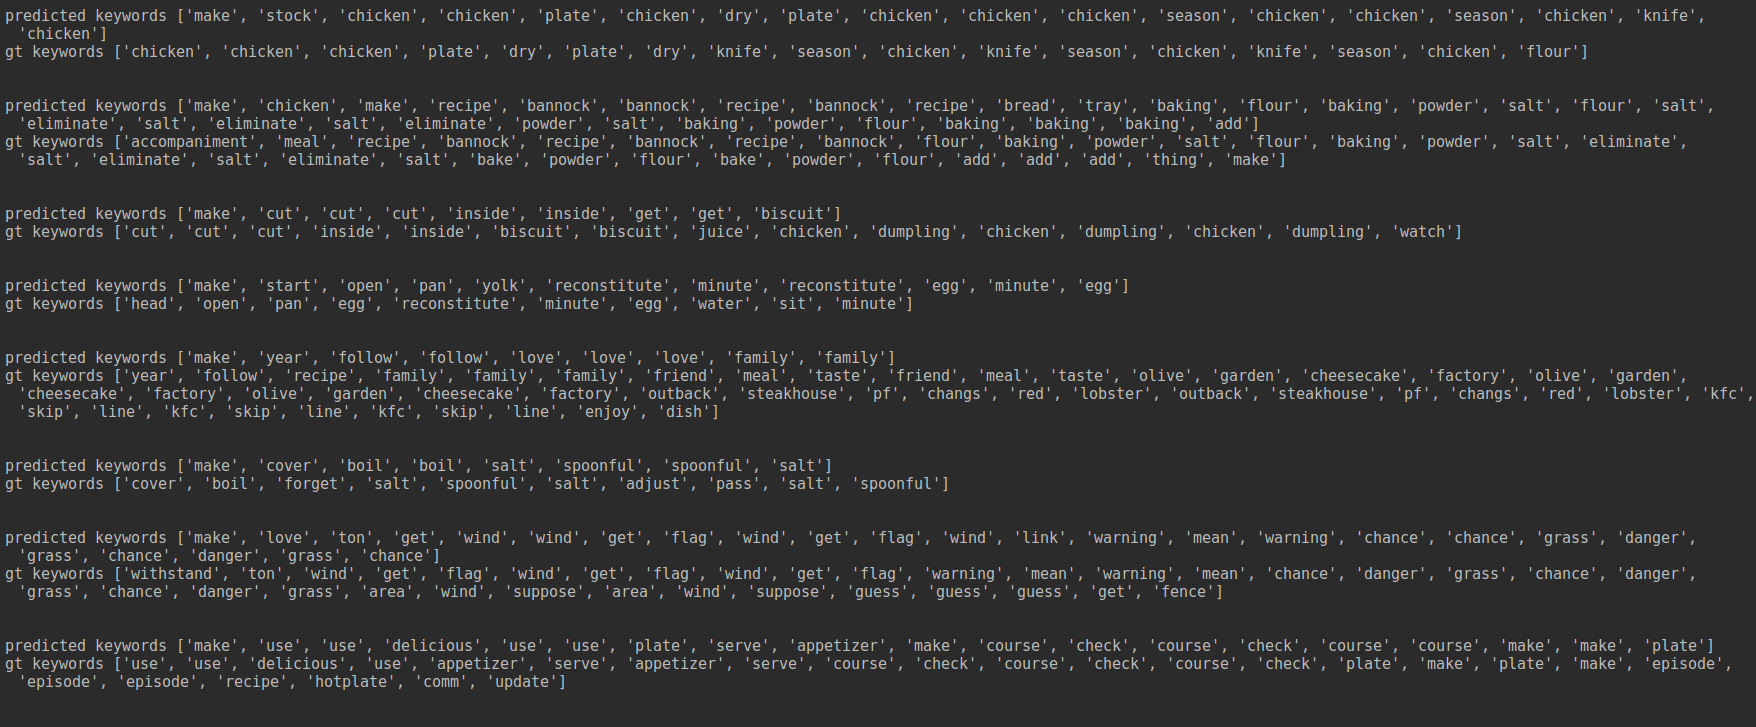 predicted keywords ['make', 'stock', 'chicken', 'chicken', 'plate', 'chicken', 'dry', 'plate', 'chicken', 'chicken', 'chicken', 'season', 'chicken', 'chicken', 'season', 'chicken', 'knife',
'chicken']
gt keywords ['chicken', 'chicken', 'chicken', 'plate', 'dry', 'plate', 'dry', 'knife', 'season', 'chicken', 'knife', 'season', 'chicken', 'knife', 'season', 'chicken', 'flour']
predicted keywords ['make', 'chicken', 'make', 'recipe', 'bannock', 'bannock', 'recipe', 'bannock', 'recipe', 'bread', 'tray', 'baking', 'flour', 'baking', 'powder', 'salt', 'flour', 'salt',
'eliminate', 'salt', 'eliminate', 'salt', 'eliminate', 'powder', 'salt', 'baking', 'powder', 'flour', 'baking', 'baking', 'baking', 'add']
gt keywords ['accompaniment', 'meal', 'recipe', 'bannock', 'recipe', 'bannock', 'recipe', 'bannock', 'flour', 'baking', 'powder', 'salt', 'flour', 'baking', 'powder', 'salt', 'eliminate',
'salt', 'eliminate', 'salt', 'eliminate', 'salt', 'bake', 'powder', 'flour', 'bake', 'powder', 'flour', 'add', 'add', 'add', 'thing', 'make']
predicted keywords ['make', 'cut', 'cut', 'cut', 'inside', 'inside', 'get', 'get', 'biscuit']
gt keywords ['cut', 'cut', 'cut', 'inside', 'inside', 'biscuit', 'biscuit', 'juice', 'chicken', 'dumpling', 'chicken', 'dumpling', 'chicken', 'dumpling', 'watch']
predicted keywords ['make', 'start', 'open', 'pan', 'yolk', 'reconstitute', 'minute', 'reconstitute', 'egg', 'minute', 'egg']
gt keywords ['head', 'open', 'pan', 'egg', 'reconstitute', 'minute', 'egg', 'water', 'sit', 'minute']
predicted keywords ['make', 'year', 'follow', 'follow', 'love', 'love', 'love', 'family', 'family']
gt keywords ['year', 'follow', 'recipe', 'family', 'family', 'family', 'friend', 'meal', 'taste', 'friend', 'meal', 'taste', 'olive', 'garden', 'cheesecake', 'factory', 'olive', 'garden',
'cheesecake', 'factory', 'olive', 'garden', 'cheesecake', 'factory', 'outback', 'steakhouse', 'pf', 'changs', 'red', 'lobster', 'outback', 'steakhouse', 'pf', 'changs', 'red', 'lobster', 'kfc',
'skip', 'line', 'kfc', 'skip', 'line', 'kfc', 'skip', 'line', 'enjoy', 'dish']
predicted keywords ['make', 'cover', 'boil', 'boil', 'salt', 'spoonful', 'spoonful', 'salt']
gt keywords ['cover', 'boil', 'forget', 'salt', 'spoonful', 'salt', 'adjust', 'pass', 'salt', 'spoonful']
predicted keywords ['make', 'love', 'ton', 'get', 'wind', 'wind', 'get', 'flag', 'wind', 'get', 'flag', 'wind', 'link', 'warning', 'mean', 'warning', 'chance', 'chance', 'grass', 'danger',
'grass', 'chance', 'danger', 'grass', 'chance']
gt keywords ['withstand', 'ton', 'wind', 'get', 'flag', 'wind', 'get', 'flag', 'wind', 'get', 'flag', 'warning', 'mean', 'warning', 'mean', 'chance', 'danger', 'grass', 'chance', 'danger',
'grass', 'chance', 'danger', 'grass', 'area', 'wind', 'suppose', 'area', 'wind', 'suppose', 'guess', 'guess', 'guess', 'get', 'fence']
predicted keywords ['make', 'use', 'use', 'delicious', 'use', 'use', 'plate', 'serve', 'appetizer', 'make', 'course', 'check', 'course', 'check', 'course', 'course', 'make', 'make', 'plate']
gt keywords ['use', 'use', 'delicious', 'use', 'appetizer', 'serve', 'appetizer', 'serve', 'course', 'check', 'course', 'check', 'course', 'check', 'plate', 'make', 'plate', 'make', 'episode',
'episode', 'episode', 'recipe', 'hotplate', 'comm', 'update']